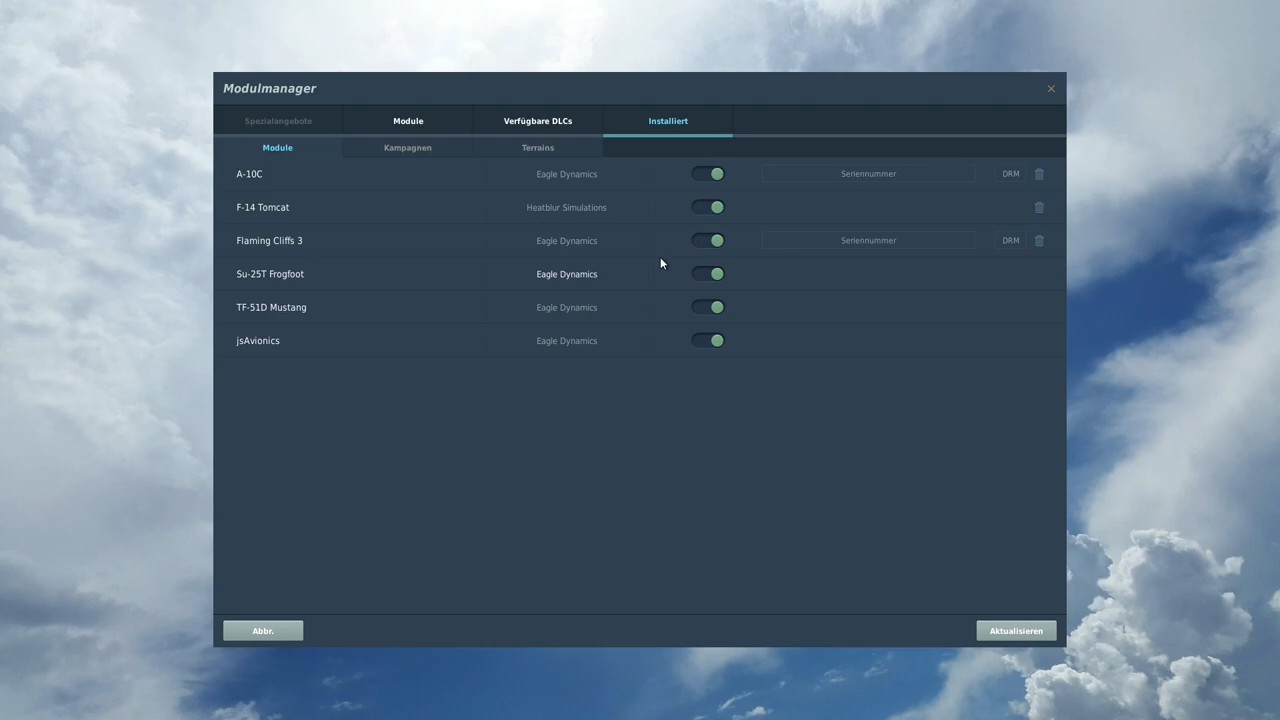 Modulmanager
Spezialangebote Module Verfügbare DLCs Installiert
Module Kampagnen Terrains
A-10C Eagle Dynamics Seriennummer DRM
F-14 Tomcat Heatblur Simulations
Flaming Cliffs 3 Eagle Dynamics Seriennummer DRM
Su-25T Frogfoot Eagle Dynamics
TF-51D Mustang Eagle Dynamics
jsAvionics Eagle Dynamics
Abbr. Aktualisieren